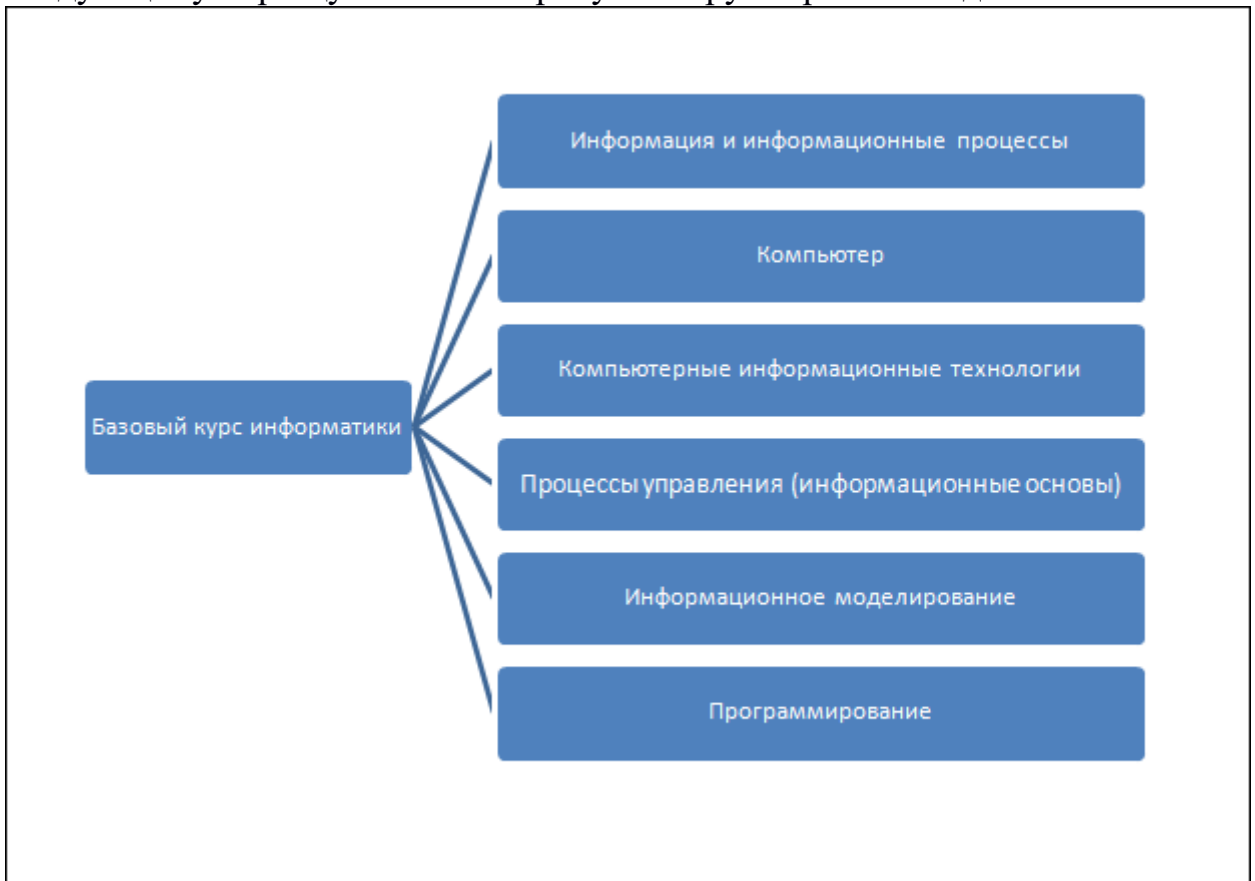 Информация и информационные процессы
Компьютер
Компьютерные информационные технологии
Базовый курс информатики
Процессы управления (информационные основы)
Информационное моделирование
Программирование